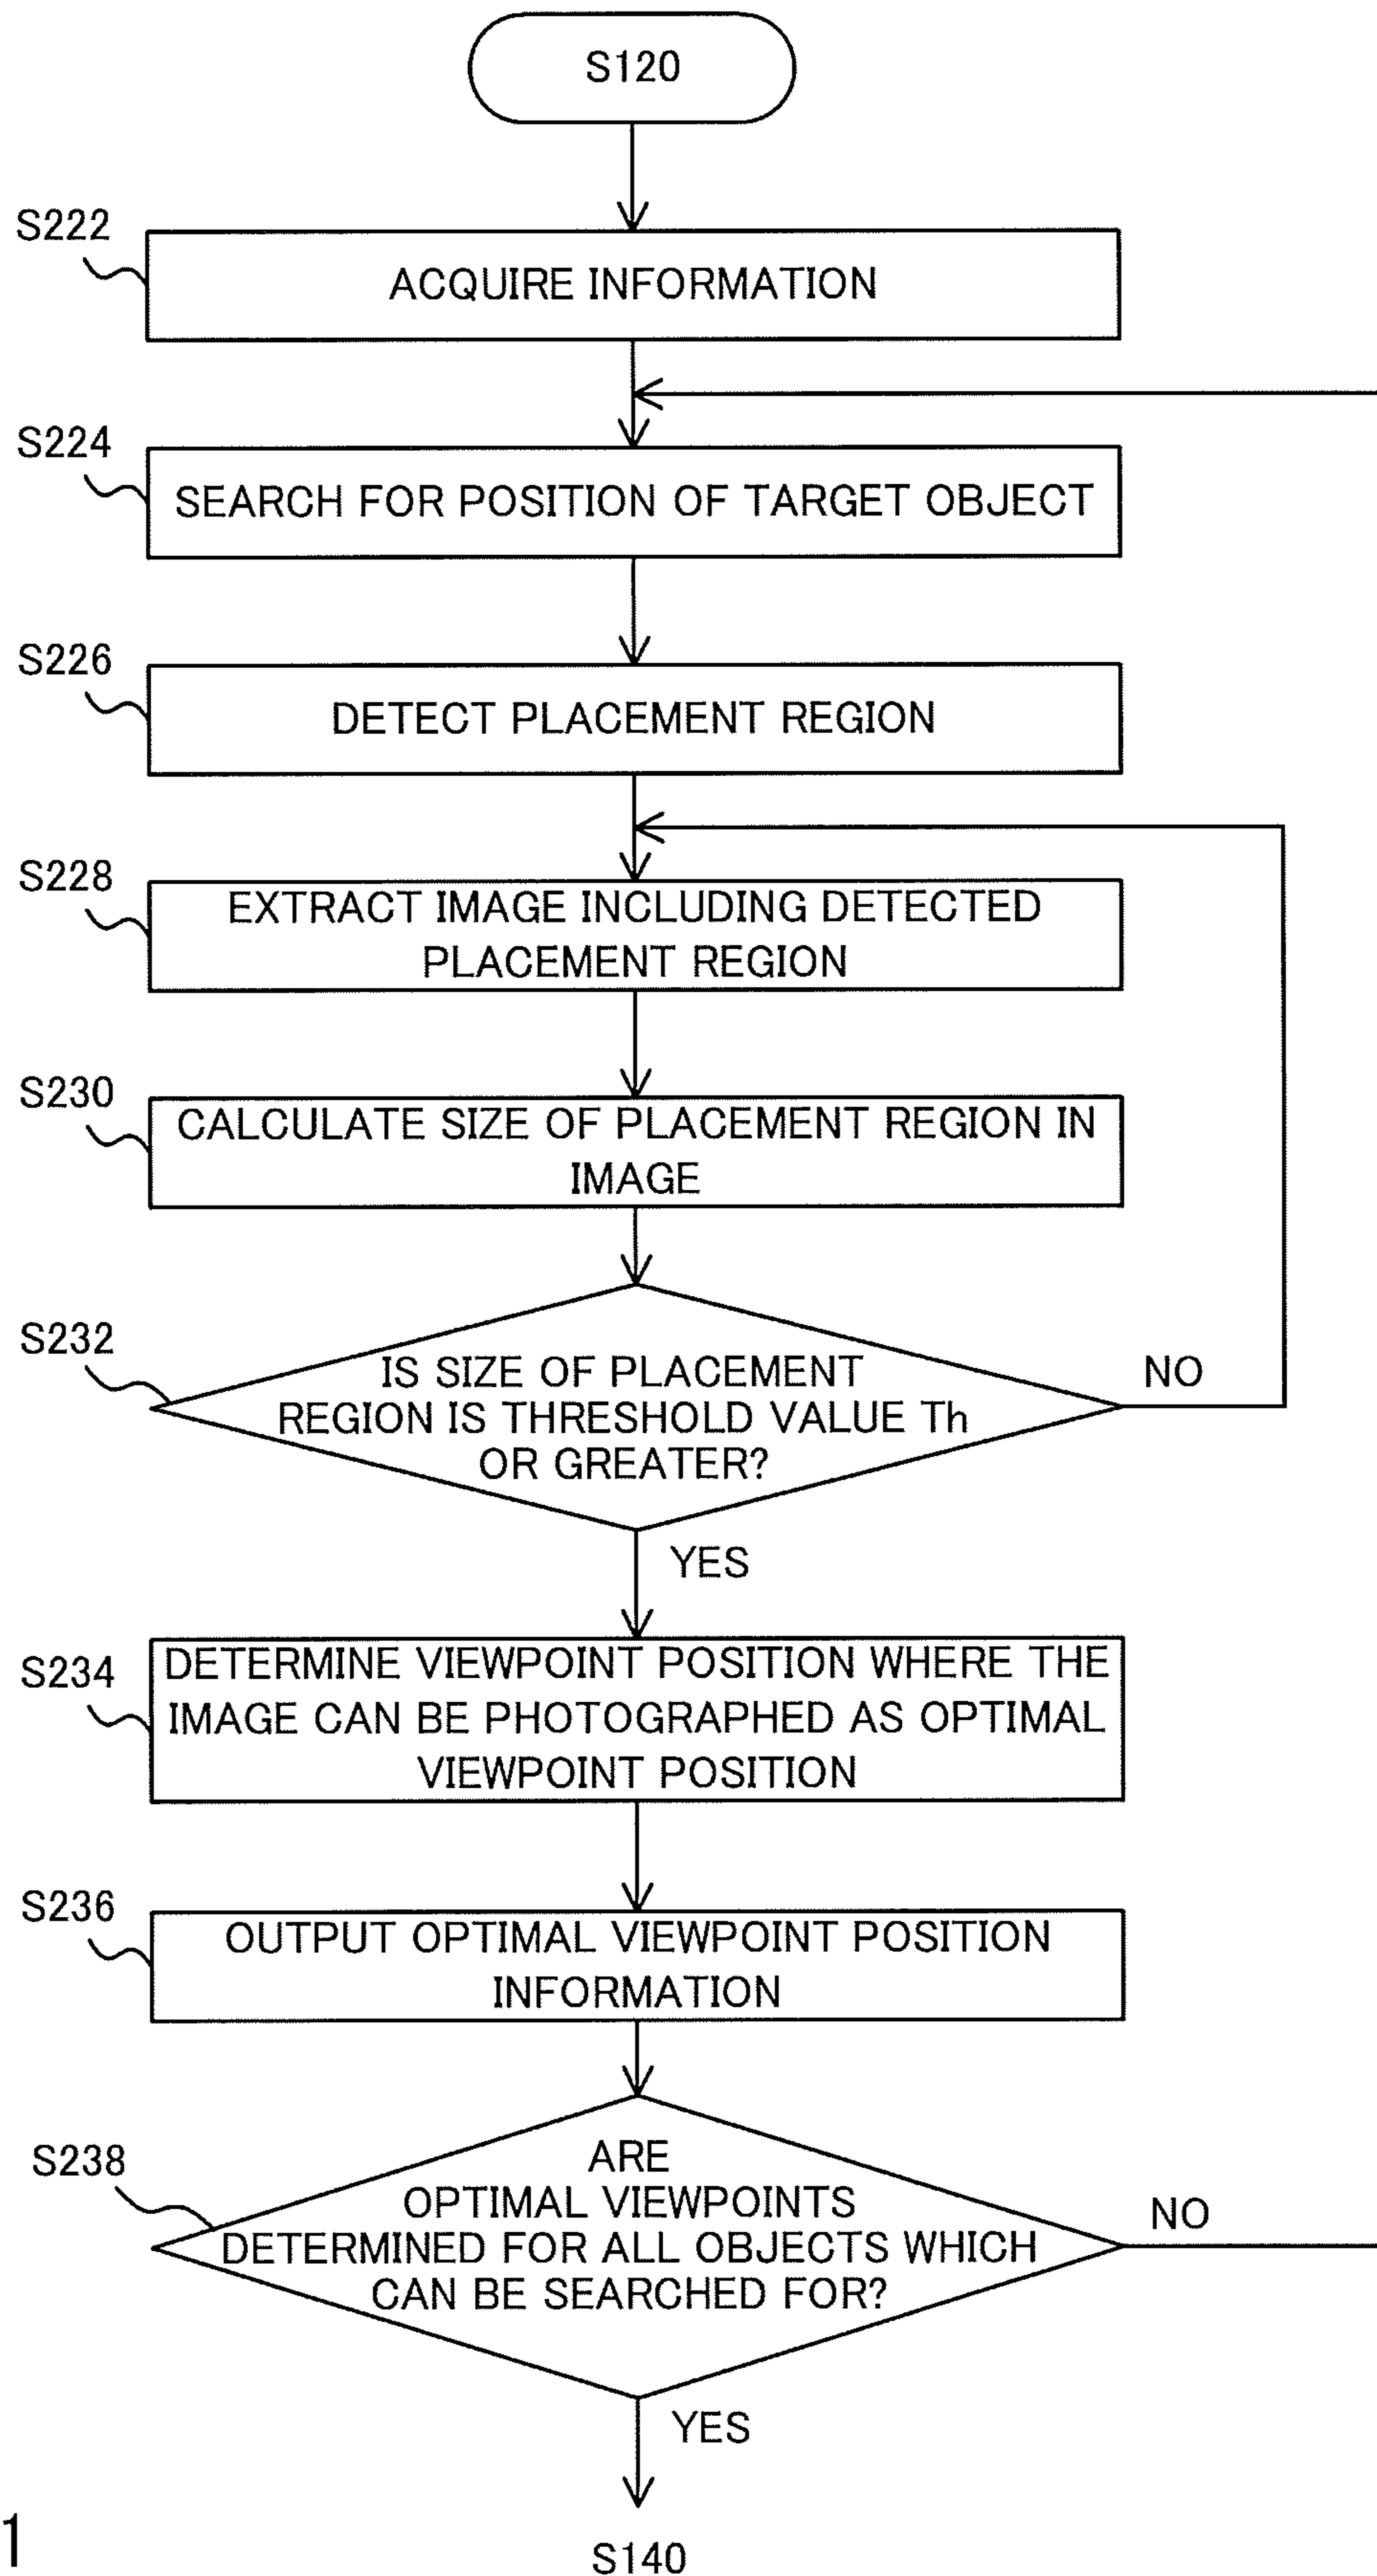 S120
S222
ACQUIRE INFORMATION
S224
SEARCH FOR POSITION OF TARGET OBJECT
S226
DETECT PLACEMENT REGION
S228
EXTRACT IMAGE INCLUDING DETECTED
PLACEMENT REGION
S230
CALCULATE SIZE OF PLACEMENT REGION IN
IMAGE
S232
IS SIZE OF PLACEMENT
REGION IS THRESHOLD VALUE Th
OR GREATER?
NO
YES
S234
DETERMINE VIEWPOINT POSITION WHERE THE
IMAGE CAN BE PHOTOGRAPHED AS OPTIMAL
VIEWPOINT POSITION
S236
OUTPUT OPTIMAL VIEWPOINT POSITION
INFORMATION
S238
ARE
OPTIMAL VIEWPOINTS
DETERMINED FOR ALL OBJECTS WHICH
CAN BE SEARCHED FOR?
NO
YES
S140
1